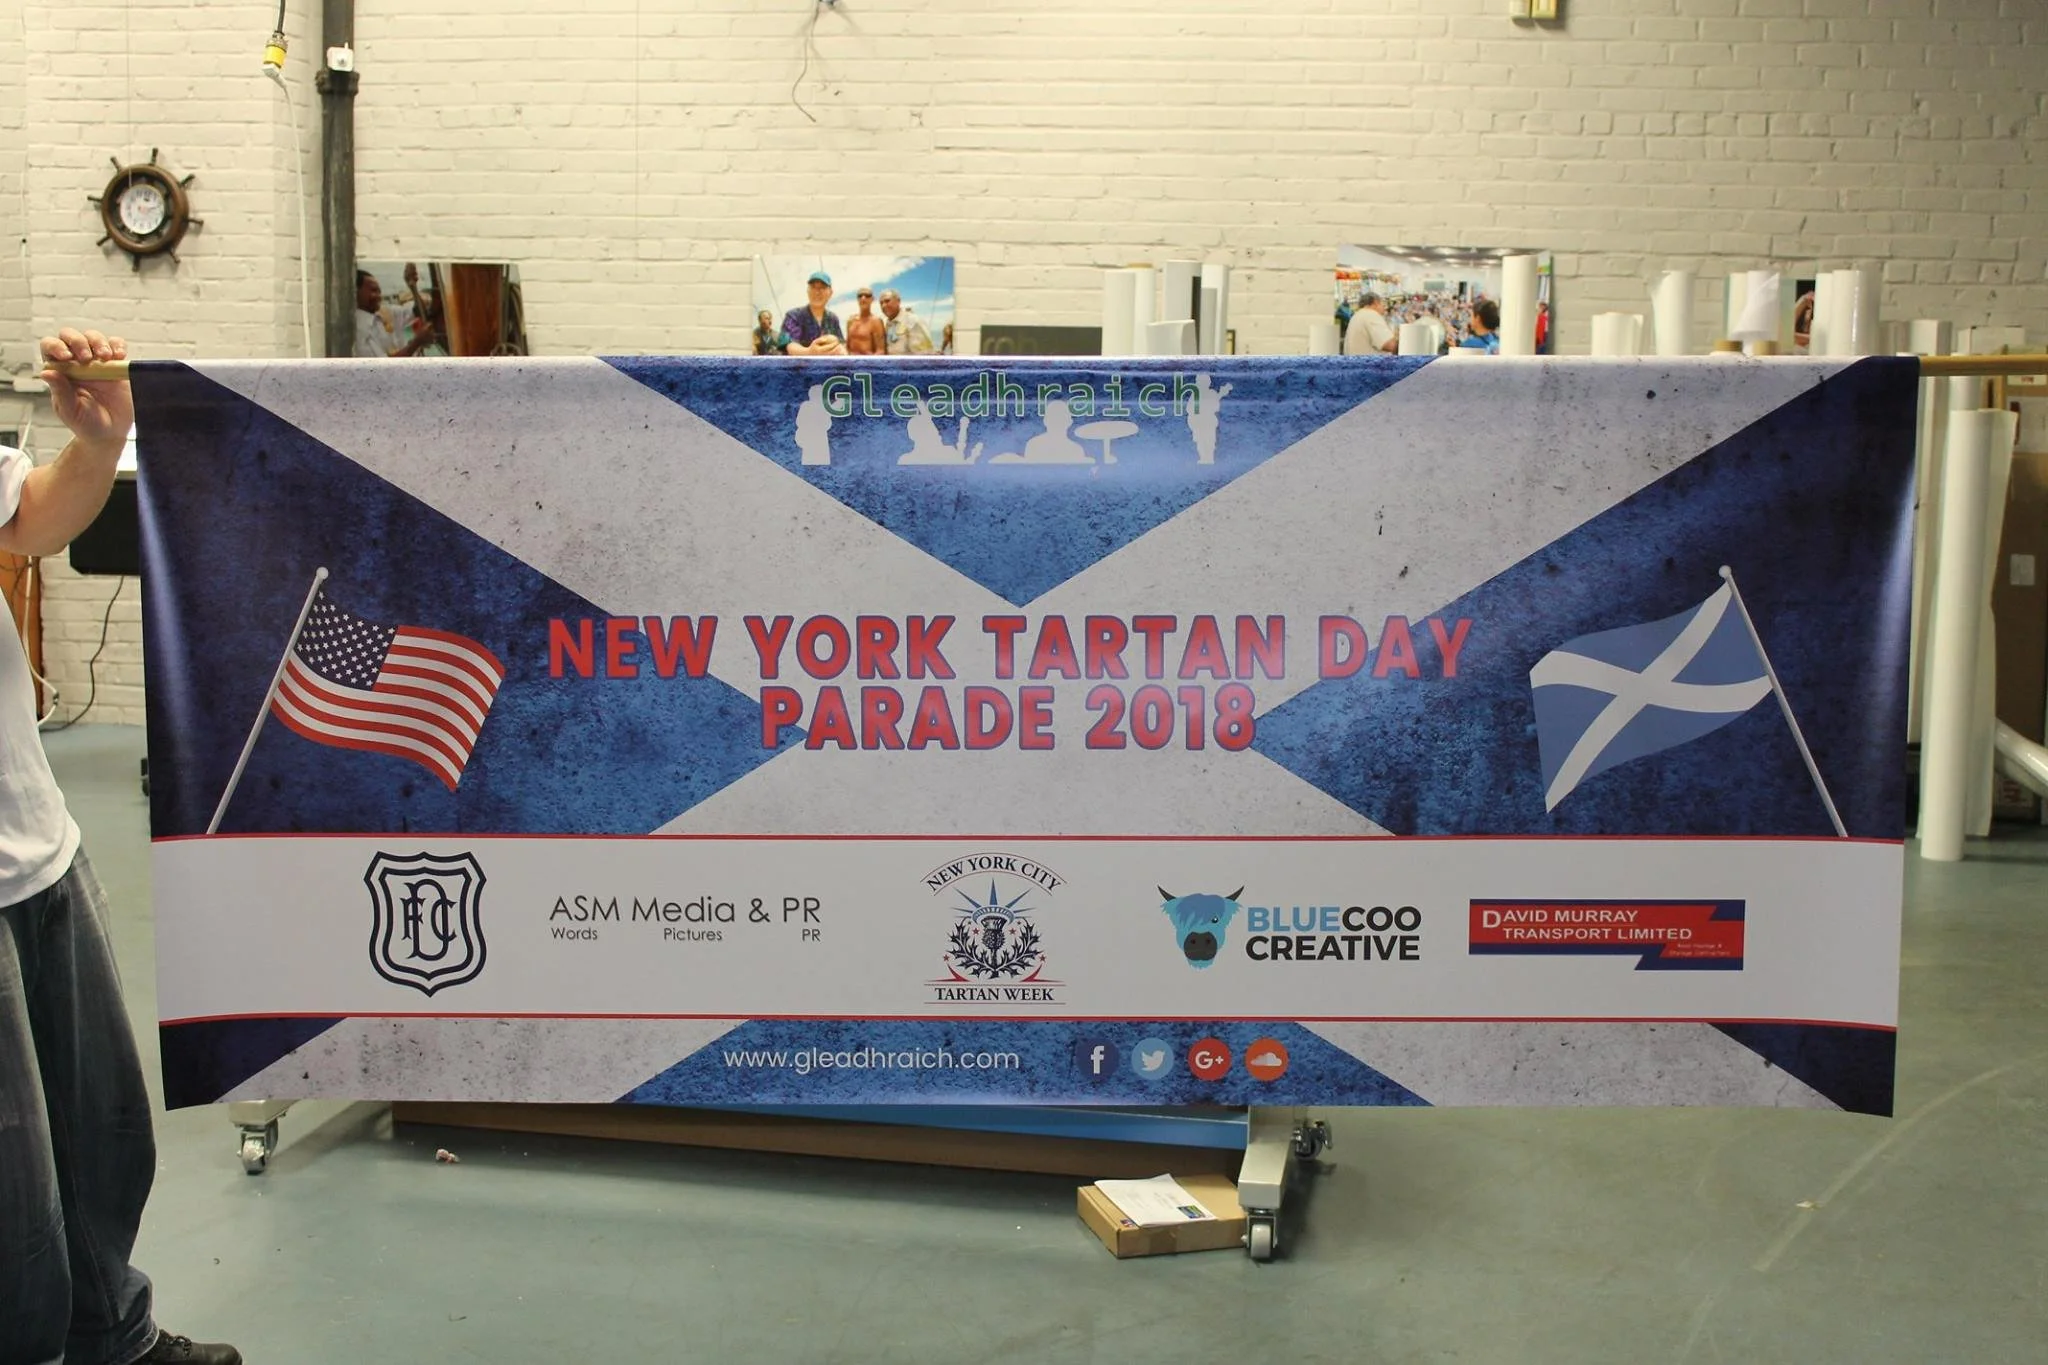 Gleadhraich
NEW YORK TARTAN DAY
PARADE 2018
DFC
ASM Media & PR
Words Pictures PR
NEW YORK CITY
TARTAN WEEK
BLUECOO
CREATIVE
DAVID MURRAY
TRANSPORT LIMITED
www.gleadhraich.com
f
G+